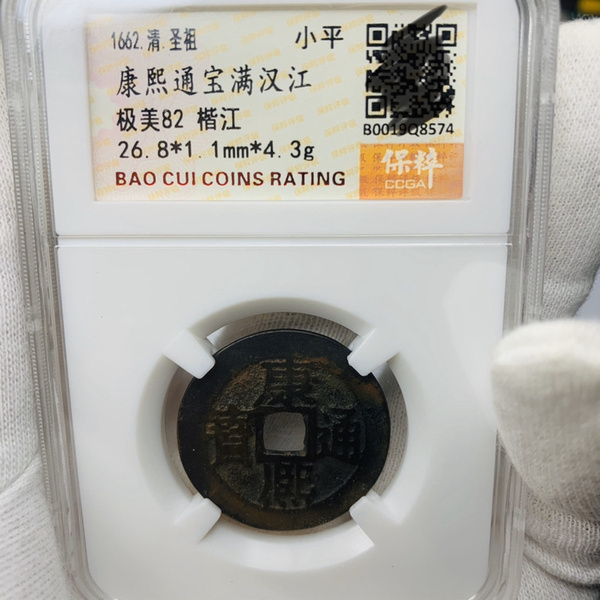 1662.清.圣祖 小平
康熙通宝满汉江
极美82 楷江
B0019Q8574
26.8*1.1mm*4.3g
保粹
CCGA
BAO CUI COINS RATING
康
寳 通
熙